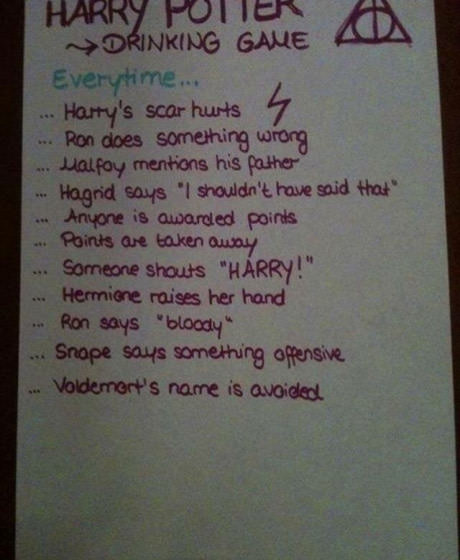 HARRY POTTER
→DRINKING GAME
Everytime...
... Harry's scar hurts
... Ron does something wrong
... Malfoy mentions his father
... Hagrid says "I shouldn't have said that"
... Anyone is awarded points
... Points are taken away
... Someone shouts "HARRY!"
... Hermione raises her hand
... Ron says "bloody"
... Snape says something offensive
... Voldemort's name is avoided